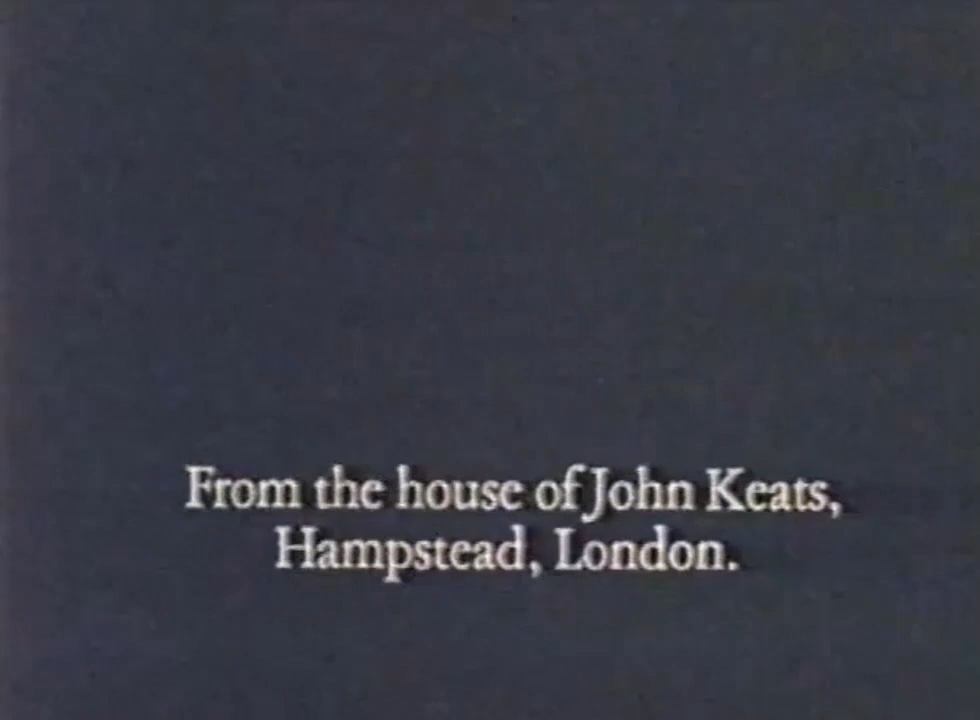 From the house of John Keats,
Hampstead, London.